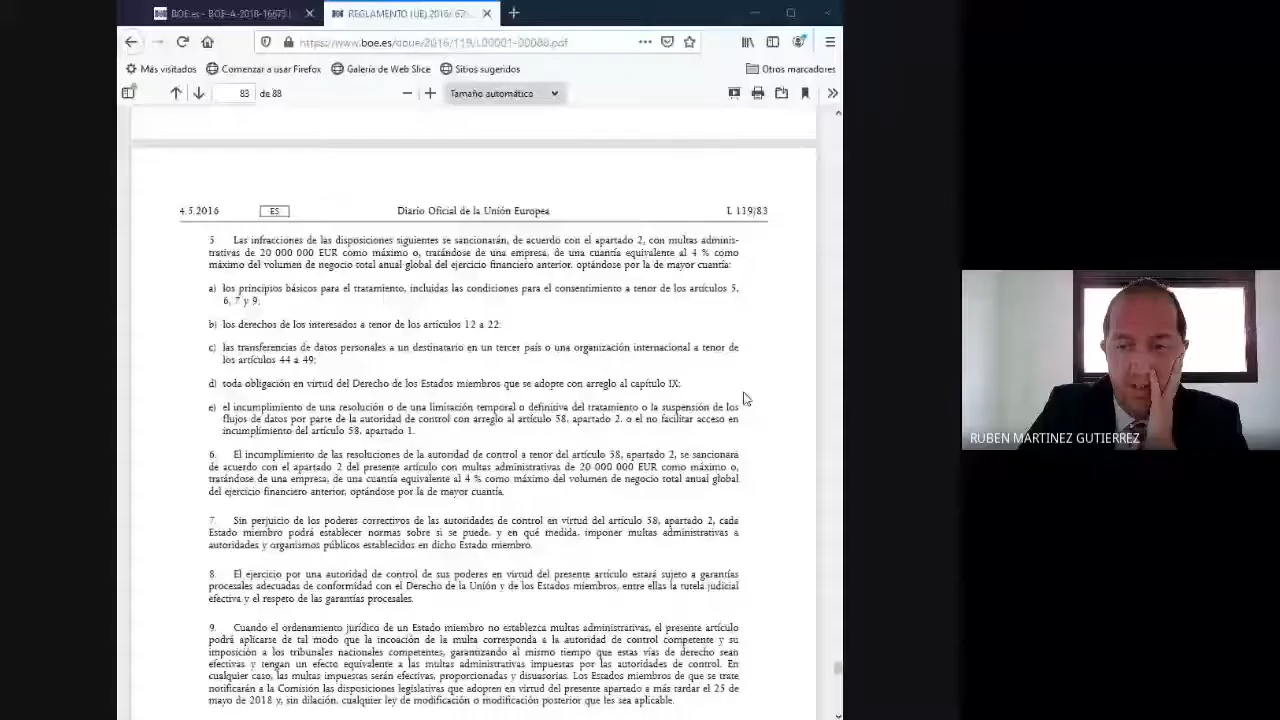 BOE.es - BOE-A-2018-16673
REGLAMENTO (UE) 2016/ 67
https://www.boe.es/doue/2016/119/L00001-00088.pdf
Más visitados Comenzar a usar Firefox Galería de Web Slice Sitios sugeridos Otros marcadores
83 de 88 Tamaño automático
4.5.2016 ES Diario Oficial de la Unión Europea L 119/83
5. Las infracciones de las disposiciones siguientes se sancionarán, de acuerdo con el apartado 2, con multas adminis-
trativas de 20 000 000 EUR como máximo o, tratándose de una empresa, de una cuantía equivalente al 4 % como
máximo del volumen de negocio total anual global del ejercicio financiero anterior, optándose por la de mayor cuantía:
a) los principios básicos para el tratamiento, incluidas las condiciones para el consentimiento a tenor de los artículos 5,
6, 7 y 9;
b) los derechos de los interesados a tenor de los artículos 12 a 22;
c) las transferencias de datos personales a un destinatario en un tercer país o una organización internacional a tenor de
los artículos 44 a 49;
d) toda obligación en virtud del Derecho de los Estados miembros que se adopte con arreglo al capítulo IX;
e) el incumplimiento de una resolución o de una limitación temporal o definitiva del tratamiento o la suspensión de los
flujos de datos por parte de la autoridad de control con arreglo al artículo 58, apartado 2, o el no facilitar acceso en
incumplimiento del artículo 58, apartado 1.
6. El incumplimiento de las resoluciones de la autoridad de control a tenor del artículo 58, apartado 2, se sancionará
de acuerdo con el apartado 2 del presente artículo con multas administrativas de 20 000 000 EUR como máximo o,
tratándose de una empresa, de una cuantía equivalente al 4 % como máximo del volumen de negocio total anual global
del ejercicio financiero anterior, optándose por la de mayor cuantía.
7. Sin perjuicio de los poderes correctivos de las autoridades de control en virtud del artículo 58, apartado 2, cada
Estado miembro podrá establecer normas sobre si se puede, y en qué medida, imponer multas administrativas a
autoridades y organismos públicos establecidos en dicho Estado miembro.
8. El ejercicio por una autoridad de control de sus poderes en virtud del presente artículo estará sujeto a garantías
procesales adecuadas de conformidad con el Derecho de la Unión y de los Estados miembros, entre ellas la tutela judicial
efectiva y el respeto de las garantías procesales.
9. Cuando el ordenamiento jurídico de un Estado miembro no establezca multas administrativas, el presente artículo
podrá aplicarse de tal modo que la incoación de la multa corresponda a la autoridad de control competente y su
imposición a los tribunales nacionales competentes, garantizando al mismo tiempo que estas vías de derecho sean
efectivas y tengan un efecto equivalente a las multas administrativas impuestas por las autoridades de control. En
cualquier caso, las multas impuestas serán efectivas, proporcionadas y disuasorias. Los Estados miembros de que se trate
notificarán a la Comisión las disposiciones legislativas que adopten en virtud del presente apartado a más tardar el 25 de
mayo de 2018 y, sin dilación, cualquier ley de modificación o modificación posterior que les sea aplicable.
RUBEN MARTINEZ GUTIERREZ